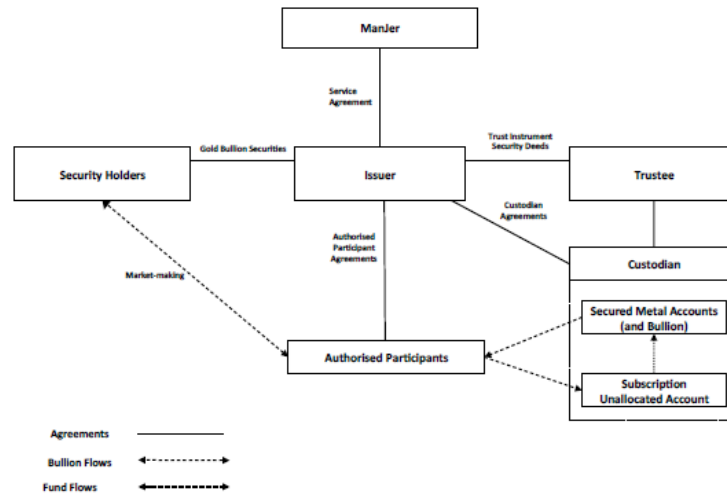 ManJer
Service
Agreement
Gold Bullion Securities
Trust Instrument
Security Deeds
Security Holders
Issuer
Trustee
Custodian
Agreements
Authorised
Participant
Agreements
Market-making
Custodian
Secured Metal Accounts
(and Bullion)
Authorised Participants
Subscription
Unallocated Account
Agreements
Bullion Flows
Fund Flows